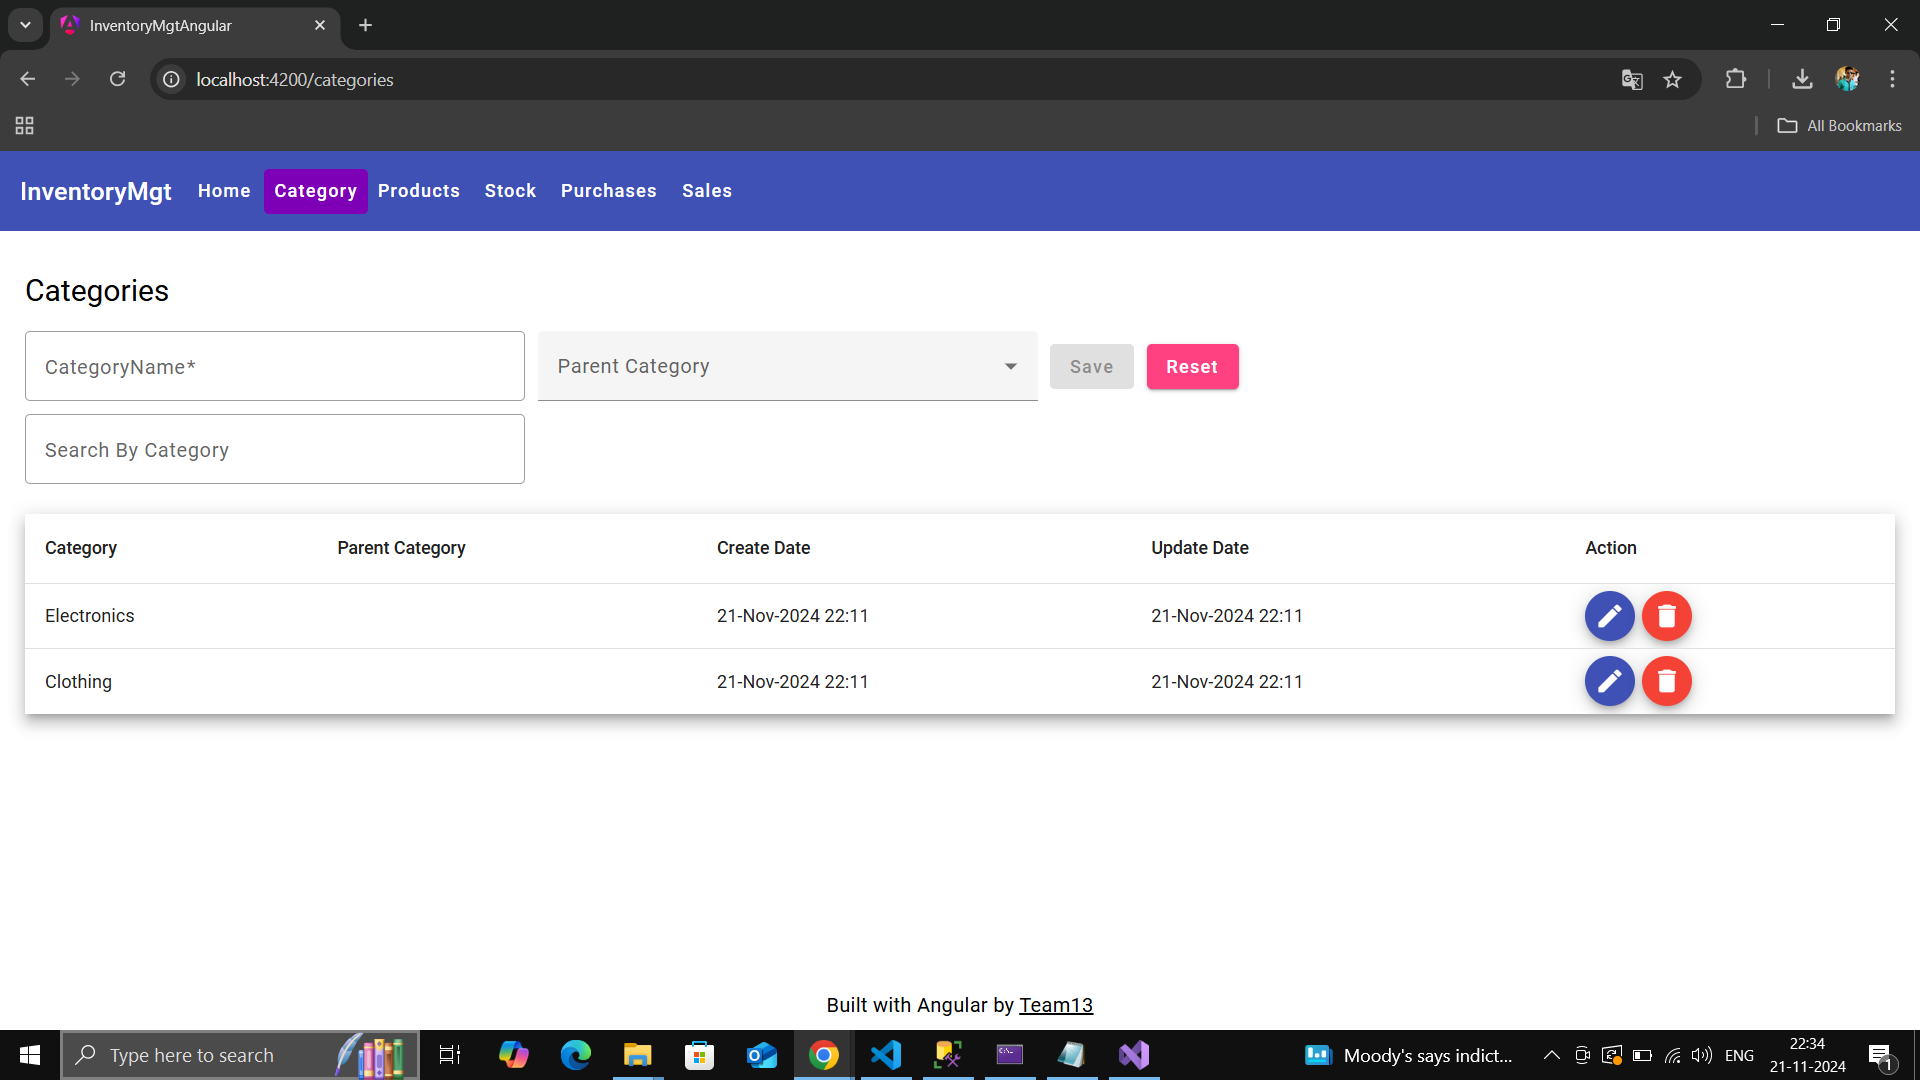 InventoryMgtAngular
localhost:4200/categories
All Bookmarks
InventoryMgt Home Category Products Stock Purchases Sales
Categories
CategoryName* Parent Category Save Reset
Search By Category
Category Parent Category Create Date Update Date Action
Electronics 21-Nov-2024 22:11 21-Nov-2024 22:11
Clothing 21-Nov-2024 22:11 21-Nov-2024 22:11
Built with Angular by Team13
Type here to search Moody's says indict... ENG 22:34
21-11-2024 1